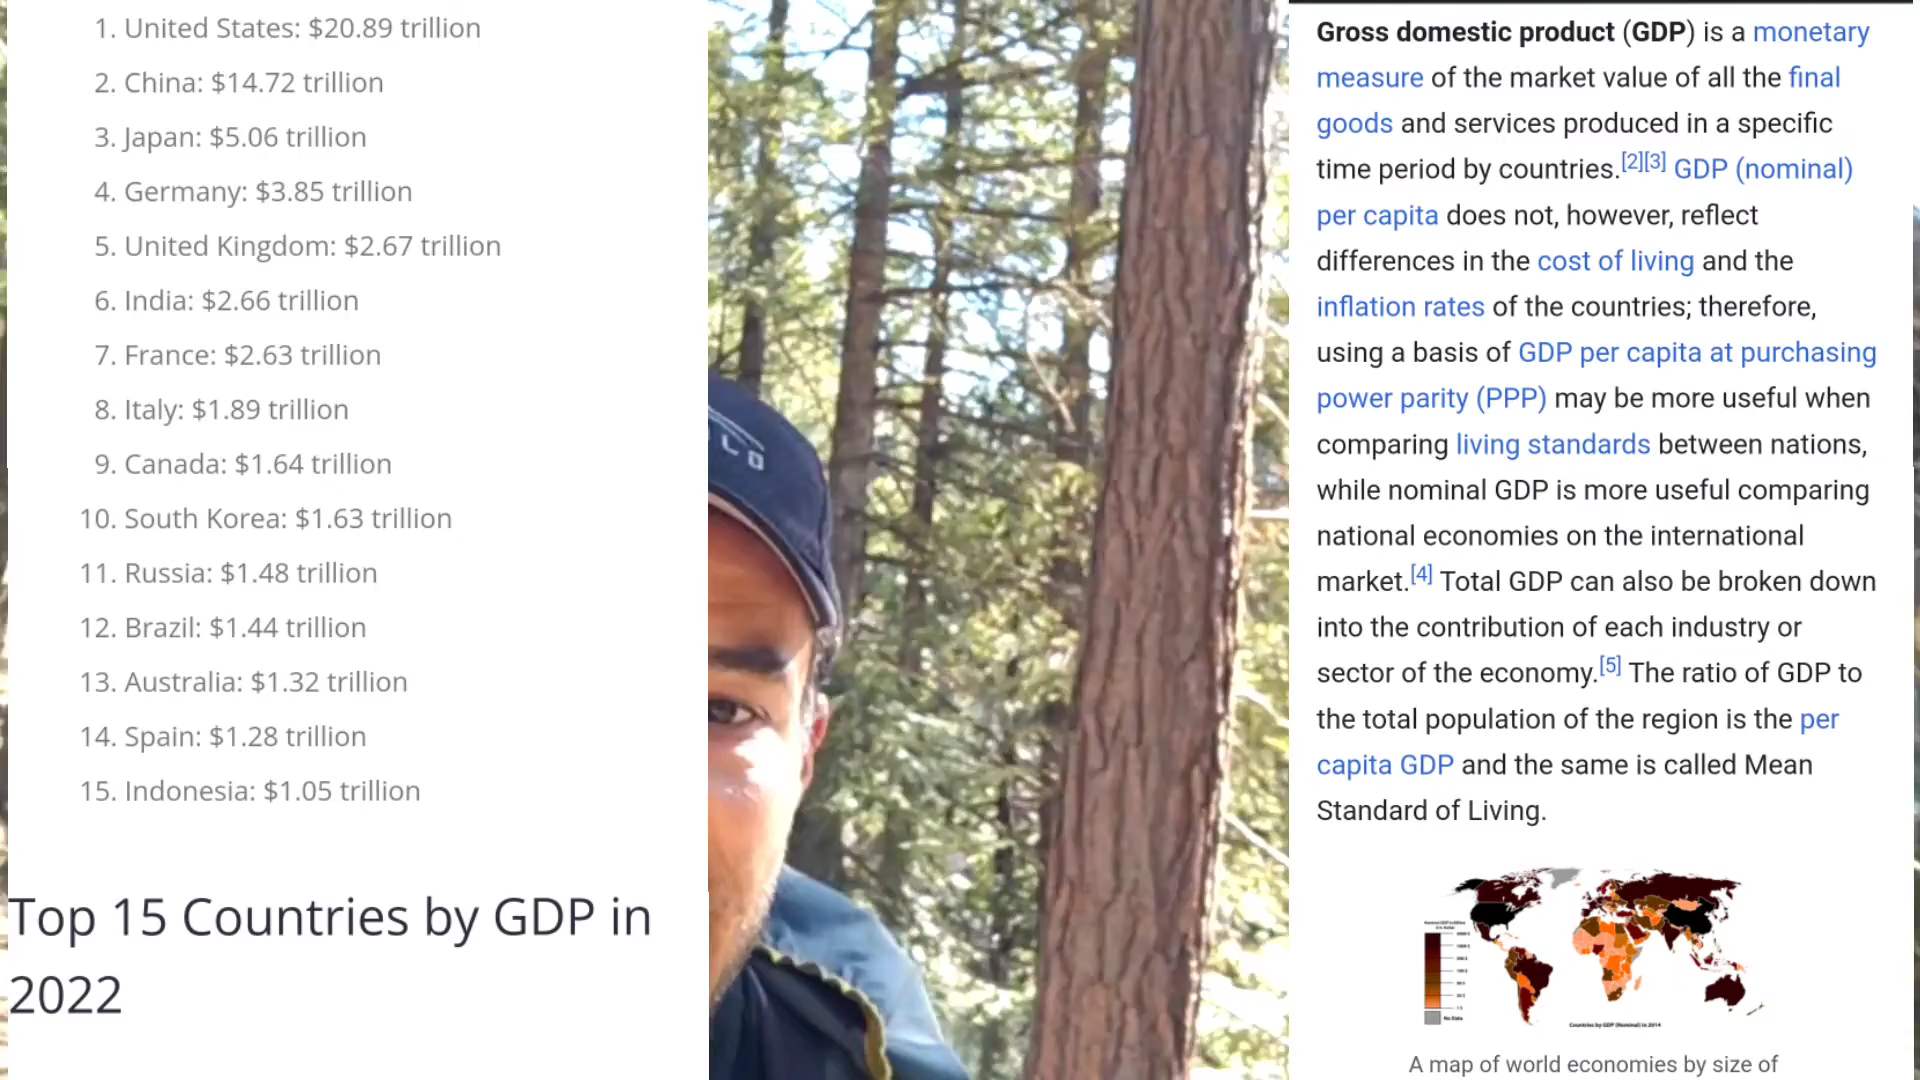 1. United States: $20.89 trillion
2. China: $14.72 trillion
3. Japan: $5.06 trillion
4. Germany: $3.85 trillion
5. United Kingdom: $2.67 trillion
6. India: $2.66 trillion
7. France: $2.63 trillion
8. Italy: $1.89 trillion
9. Canada: $1.64 trillion
10. South Korea: $1.63 trillion
11. Russia: $1.48 trillion
12. Brazil: $1.44 trillion
13. Australia: $1.32 trillion
14. Spain: $1.28 trillion
15. Indonesia: $1.05 trillion
Top 15 Countries by GDP in
2022
Gross domestic product (GDP) is a monetary
measure of the market value of all the final
goods and services produced in a specific
time period by countries.[2][3] GDP (nominal)
per capita does not, however, reflect
differences in the cost of living and the
inflation rates of the countries; therefore,
using a basis of GDP per capita at purchasing
power parity (PPP) may be more useful when
comparing living standards between nations,
while nominal GDP is more useful comparing
national economies on the international
market.[4] Total GDP can also be broken down
into the contribution of each industry or
sector of the economy.[5] The ratio of GDP to
the total population of the region is the per
capita GDP and the same is called Mean
Standard of Living.
No Data
Countries by GDP (Nominal) in 2014
A map of world economies by size of